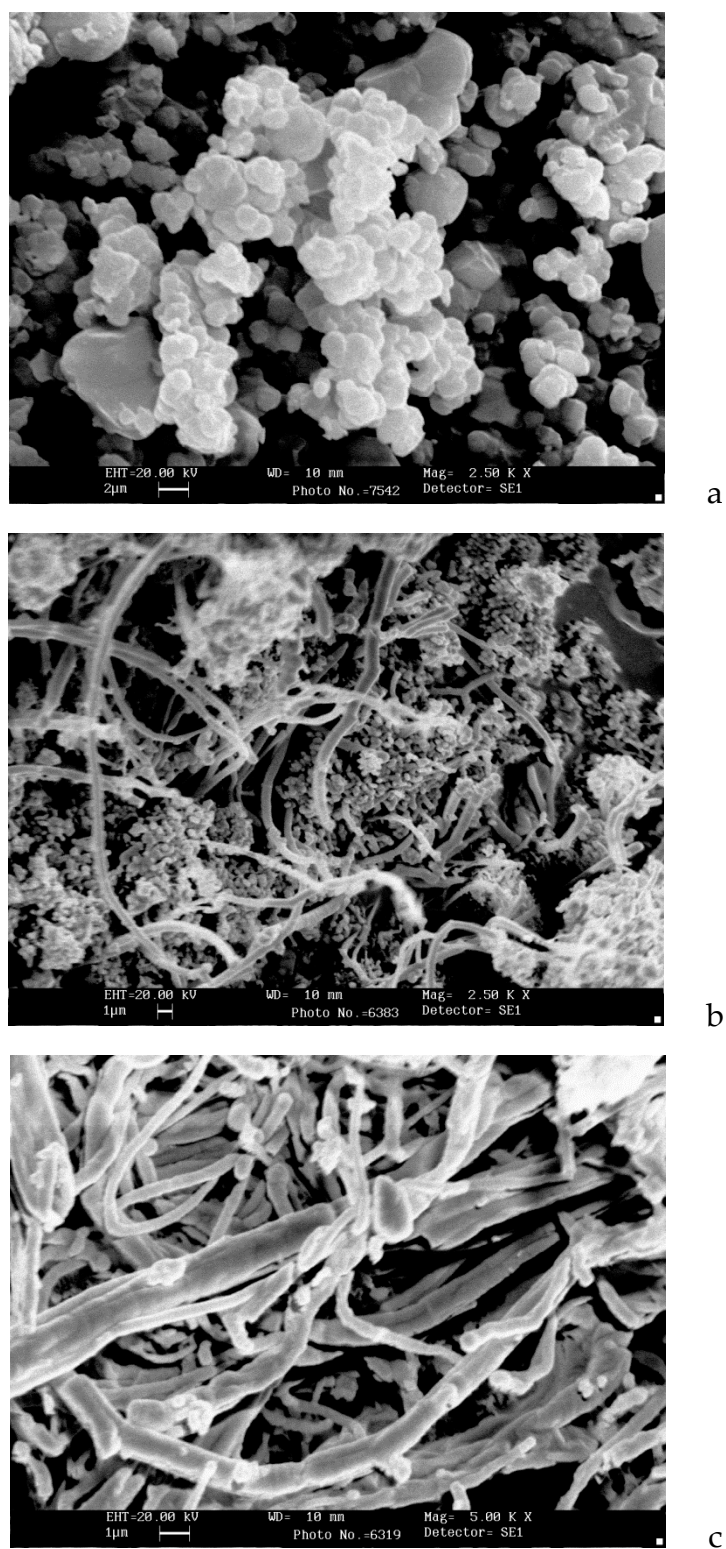 EHT=20.00 kV WD= 10 mm Mag= 2.50 K X
2µm Photo No.=7542 Detector= SE1
a
EHT=20.00 kV WD= 10 mm Mag= 2.50 K X
1µm Photo No.=6383 Detector= SE1
b
EHT=20.00 kV WD= 10 mm Mag= 5.00 K X
1µm Photo No.=6319 Detector= SE1
c